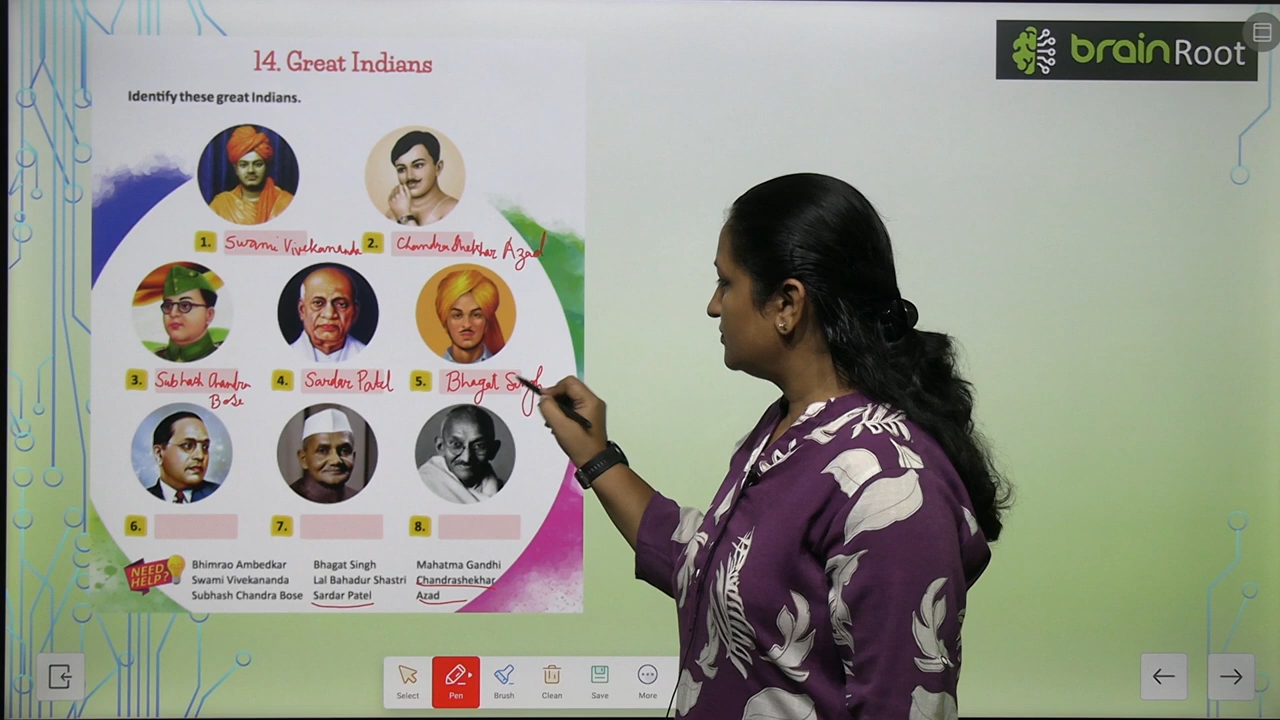 brainRoot
14. Great Indians
Identify these great Indians.
1. Swami Vivekananda 2. Chandrashekhar Azad
3. Subhash Chandra Bose 4. Sardar Patel 5. Bhagat Singh
6. 7. 8.
NEED HELP?
Bhimrao Ambedkar Bhagat Singh Mahatma Gandhi
Swami Vivekananda Lal Bahadur Shastri Chandrashekhar
Subhash Chandra Bose Sardar Patel Azad
Select Pen Brush Clean Save More